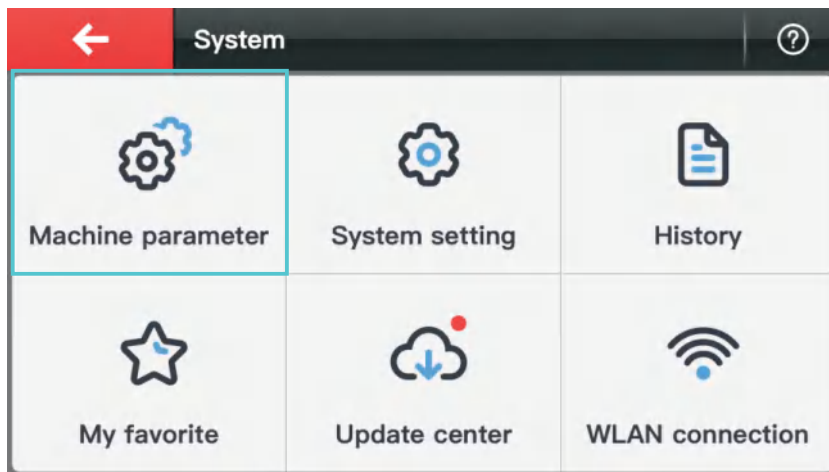 System
Machine parameter
System setting
History
My favorite
Update center
WLAN connection